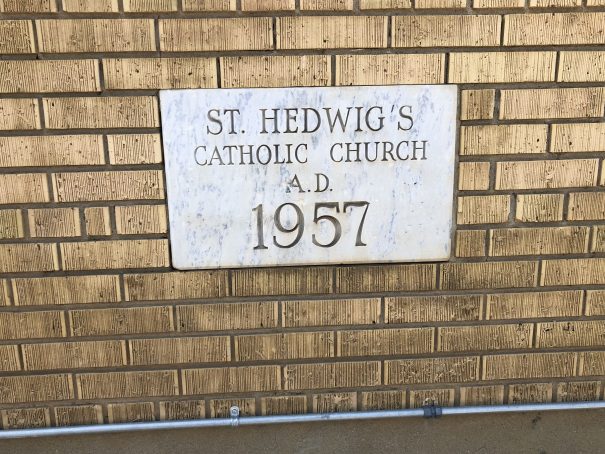 ST. HEDWIG'S
CATHOLIC CHURCH
A.D.
1957